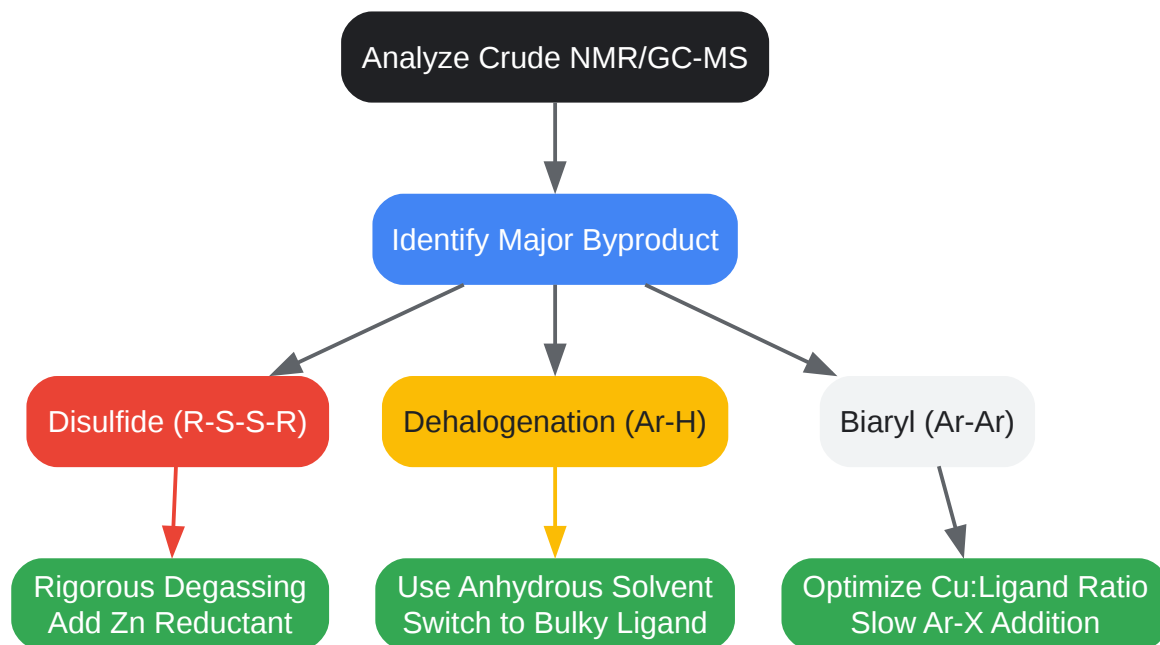 Analyze Crude NMR/GC-MS
Identify Major Byproduct
Disulfide (R-S-S-R)
Dehalogenation (Ar-H)
Biaryl (Ar-Ar)
Rigorous Degassing
Add Zn Reductant
Use Anhydrous Solvent
Switch to Bulky Ligand
Optimize Cu:Ligand Ratio
Slow Ar-X Addition